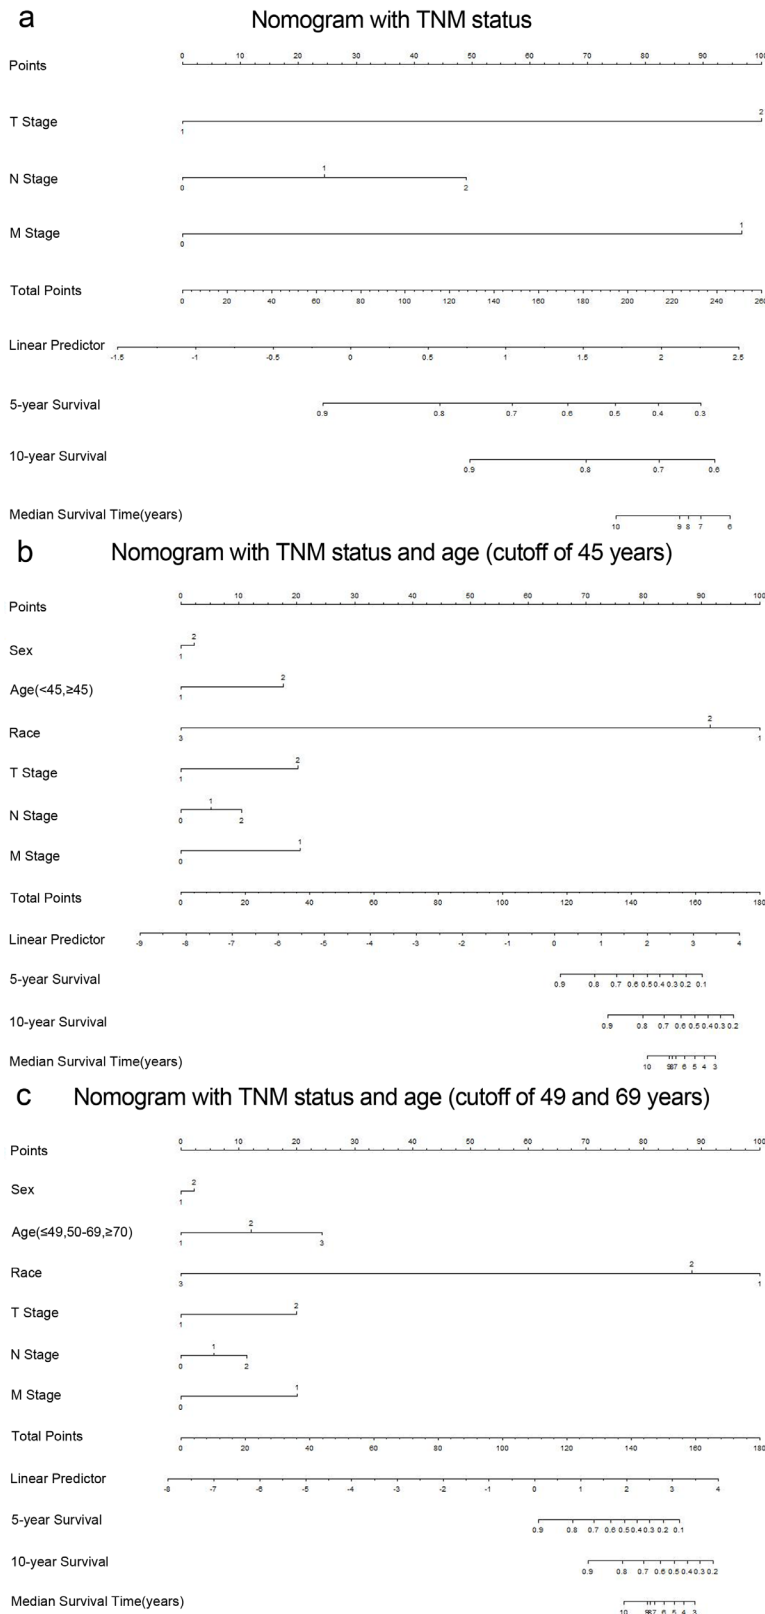 a Nomogram with TNM status
0 10 20 30 40 50 60 70 80 90 100
Points
T Stage 2
1
1
N Stage
0 2
1
M Stage
0
Total Points
0 20 40 60 80 100 120 140 160 180 200 220 240 260
Linear Predictor
-1.5 -1 -0.5 0 0.5 1 1.5 2 2.5
5-year Survival
0.9 0.8 0.7 0.6 0.5 0.4 0.3
10-year Survival
0.9 0.8 0.7 0.6
Median Survival Time(years)
10 9 8 7 6
b Nomogram with TNM status and age (cutoff of 45 years)
0 10 20 30 40 50 60 70 80 90 100
Points
2
Sex
1
2
Age(<45,≥45)
1
2
Race
3 1
2
T Stage
1
1
N Stage
0 2
1
M Stage
0
Total Points
0 20 40 60 80 100 120 140 160 180
Linear Predictor
-9 -8 -7 -6 -5 -4 -3 -2 -1 0 1 2 3 4
5-year Survival
0.9 0.8 0.7 0.6 0.5 0.4 0.3 0.2 0.1
10-year Survival
0.9 0.8 0.7 0.6 0.5 0.4 0.3 0.2
Median Survival Time(years)
10 9 8 7 6 5 4 3
c Nomogram with TNM status and age (cutoff of 49 and 69 years)
0 10 20 30 40 50 60 70 80 90 100
Points
2
Sex
1
2
Age(≤49,50-69,≥70)
1 3
2
Race
3 1
2
T Stage
1
1
N Stage
0 2
1
M Stage
0
Total Points
0 20 40 60 80 100 120 140 160 180
Linear Predictor
-8 -7 -6 -5 -4 -3 -2 -1 0 1 2 3 4
5-year Survival
0.9 0.8 0.7 0.6 0.5 0.4 0.3 0.2 0.1
10-year Survival
0.9 0.8 0.7 0.6 0.5 0.4 0.3 0.2
Median Survival Time(years)
10 9 8 7 6 5 4 3